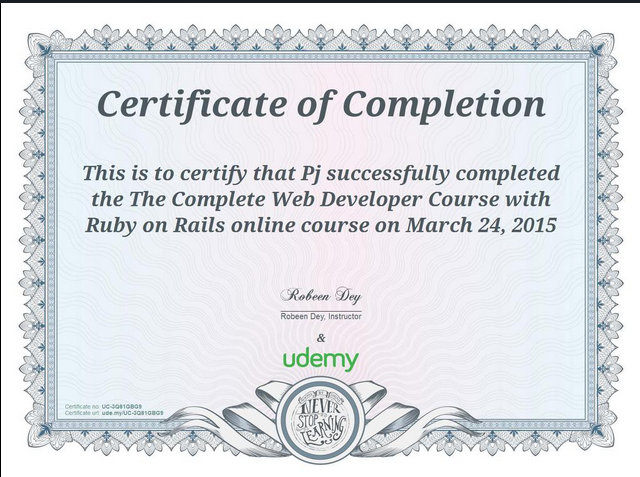 Certificate of Completion
This is to certify that Pj successfully completed
the The Complete Web Developer Course with
Ruby on Rails online course on March 24, 2015
Robeen Dey
Robeen Dey, Instructor
&
udemy
Certificate no: UC-3Q61GBG9
Certificate url: ude.my/UC-3Q61GBG9
NEVER
STOP
LEARNING